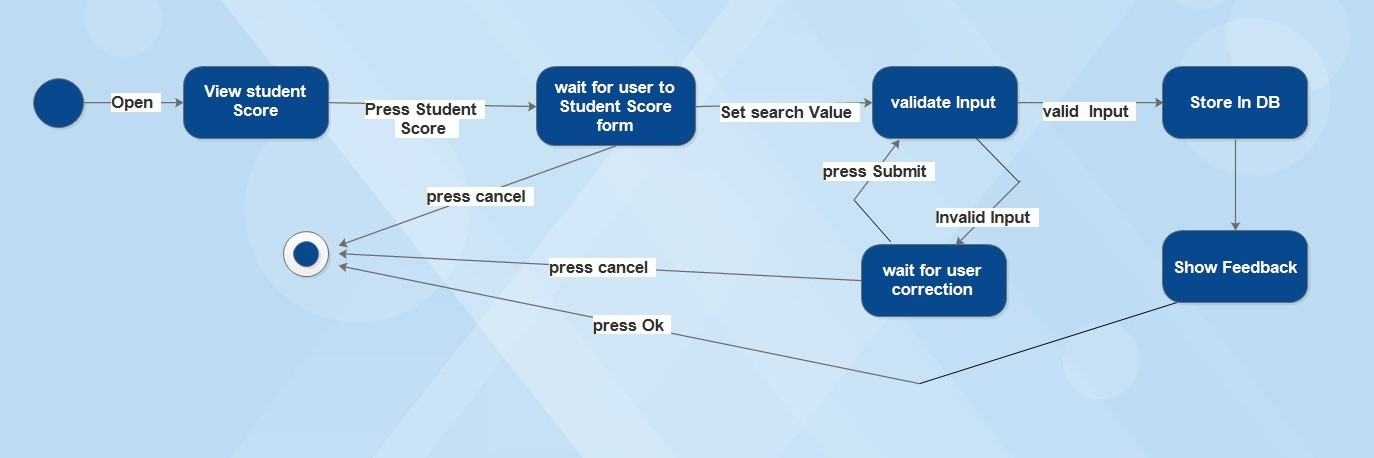 Open
View student
Score
Press Student
Score
wait for user to
Student Score
form
Set search Value
validate Input
valid Input
Store In DB
press Submit
press cancel
Invalid Input
press cancel
wait for user
correction
Show Feedback
press Ok